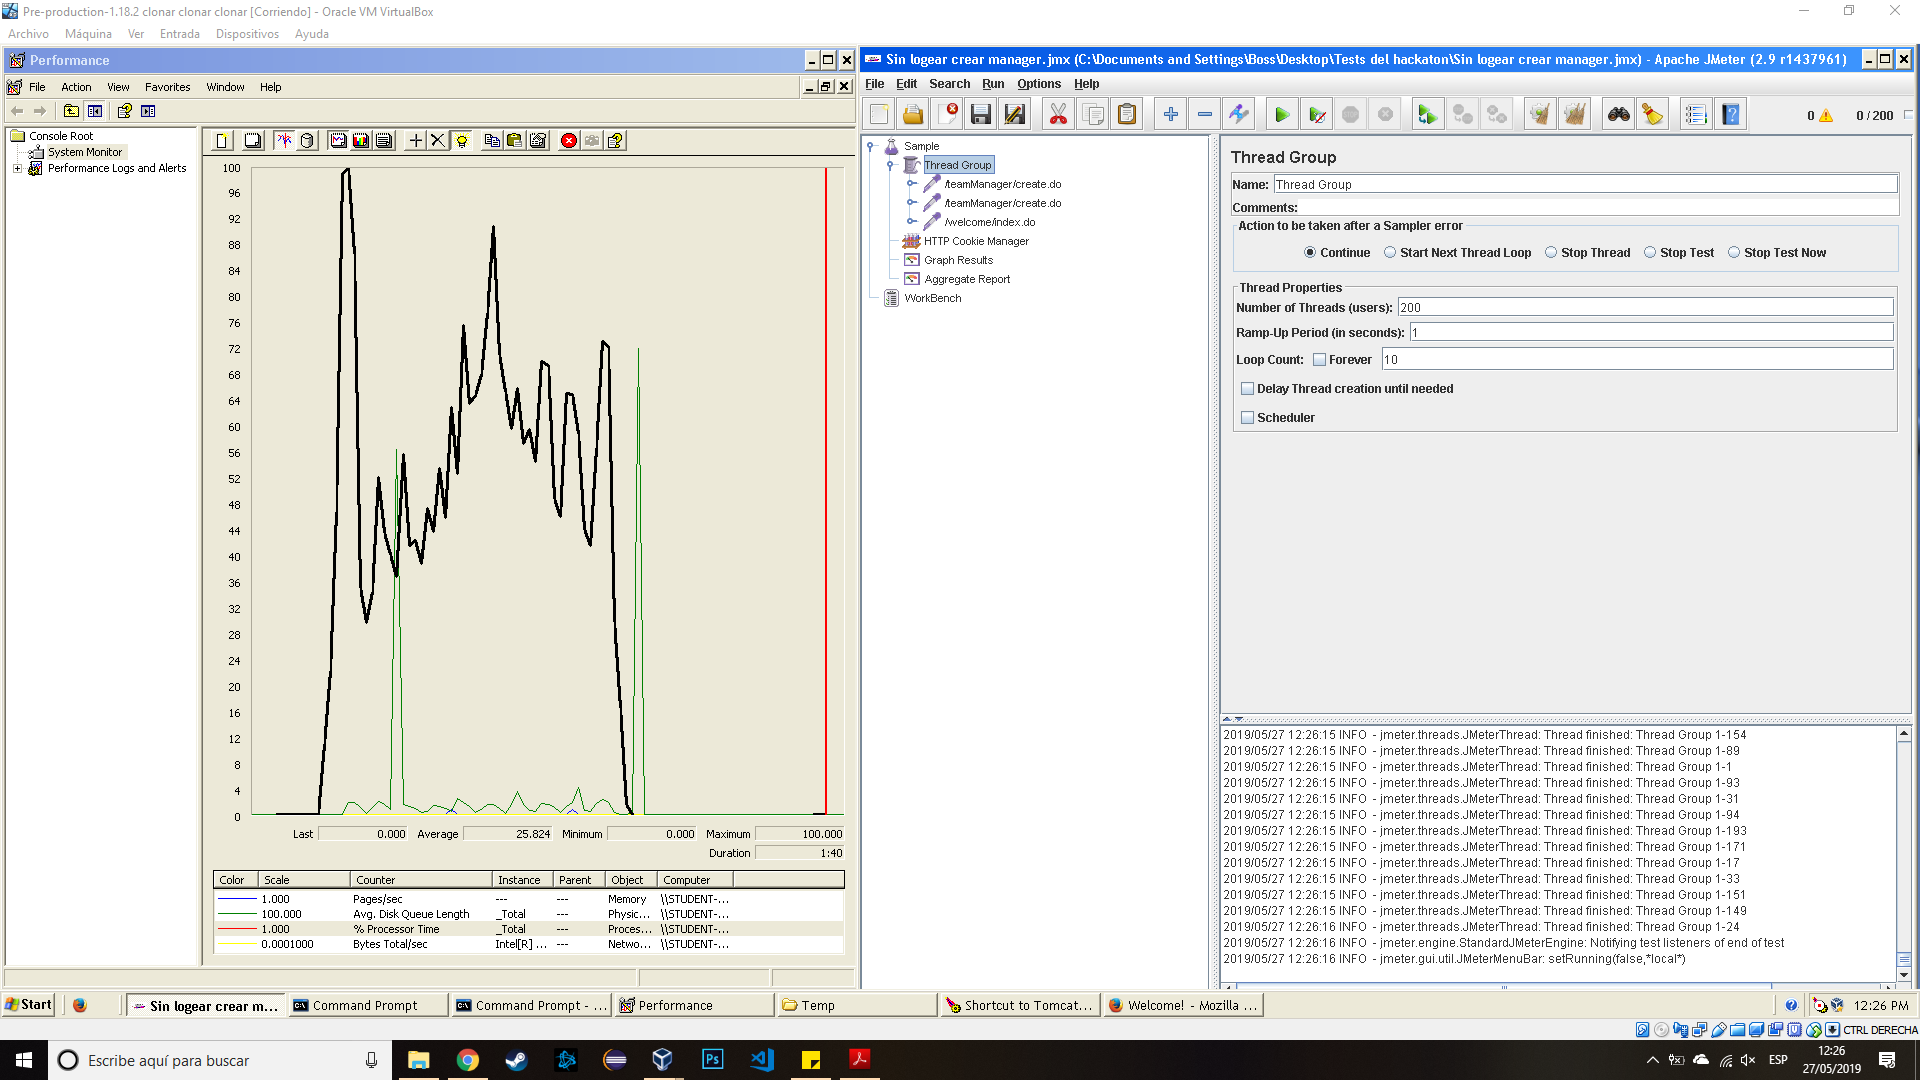 Pre-production-1.18.2 clonar clonar clonar [Corriendo] - Oracle VM VirtualBox
Archivo Máquina Ver Entrada Dispositivos Ayuda
Performance
File Action View Favorites Window Help
Console Root
System Monitor
Performance Logs and Alerts
100
96
92
88
84
80
76
72
68
64
60
56
52
48
44
40
36
32
28
24
20
16
12
8
4
0
Last 0.000 Average 25.824 Minimum 0.000 Maximum 100.000
Duration 1:40
Color Scale Counter Instance Parent Object Computer
1.000 Pages/sec --- --- Memory \\STUDENT-...
100.000 Avg. Disk Queue Length _Total --- Physic... \\STUDENT-...
1.000 % Processor Time _Total --- Proces... \\STUDENT-...
0.0001000 Bytes Total/sec Intel[R] ... --- Netwo... \\STUDENT-...
Sin logear crear manager.jmx (C:\Documents and Settings\Boss\Desktop\Tests del hackaton\Sin logear crear manager.jmx) - Apache JMeter (2.9 r1437961)
File Edit Search Run Options Help
0 0 / 200
Sample
Thread Group
/teamManager/create.do
/teamManager/create.do
/welcome/index.do
HTTP Cookie Manager
Graph Results
Aggregate Report
WorkBench
Thread Group
Name: Thread Group
Comments:
Action to be taken after a Sampler error
Continue Start Next Thread Loop Stop Thread Stop Test Stop Test Now
Thread Properties
Number of Threads (users): 200
Ramp-Up Period (in seconds): 1
Loop Count: Forever 10
Delay Thread creation until needed
Scheduler
2019/05/27 12:26:15 INFO - jmeter.threads.JMeterThread: Thread finished: Thread Group 1-154
2019/05/27 12:26:15 INFO - jmeter.threads.JMeterThread: Thread finished: Thread Group 1-89
2019/05/27 12:26:15 INFO - jmeter.threads.JMeterThread: Thread finished: Thread Group 1-1
2019/05/27 12:26:15 INFO - jmeter.threads.JMeterThread: Thread finished: Thread Group 1-93
2019/05/27 12:26:15 INFO - jmeter.threads.JMeterThread: Thread finished: Thread Group 1-31
2019/05/27 12:26:15 INFO - jmeter.threads.JMeterThread: Thread finished: Thread Group 1-94
2019/05/27 12:26:15 INFO - jmeter.threads.JMeterThread: Thread finished: Thread Group 1-193
2019/05/27 12:26:15 INFO - jmeter.threads.JMeterThread: Thread finished: Thread Group 1-171
2019/05/27 12:26:15 INFO - jmeter.threads.JMeterThread: Thread finished: Thread Group 1-17
2019/05/27 12:26:15 INFO - jmeter.threads.JMeterThread: Thread finished: Thread Group 1-33
2019/05/27 12:26:15 INFO - jmeter.threads.JMeterThread: Thread finished: Thread Group 1-151
2019/05/27 12:26:15 INFO - jmeter.threads.JMeterThread: Thread finished: Thread Group 1-149
2019/05/27 12:26:15 INFO - jmeter.threads.JMeterThread: Thread finished: Thread Group 1-24
2019/05/27 12:26:16 INFO - jmeter.engine.StandardJMeterEngine: Notifying test listeners of end of test
2019/05/27 12:26:16 INFO - jmeter.gui.util.JMeterMenuBar: setRunning(false,*local*)
Start Sin logear crear m... Command Prompt Command Prompt - ... Performance Temp Shortcut to Tomcat... Welcome! - Mozilla ... 12:26 PM
CTRL DERECHA
Escribe aquí para buscar
ESP
12:26
27/05/2019